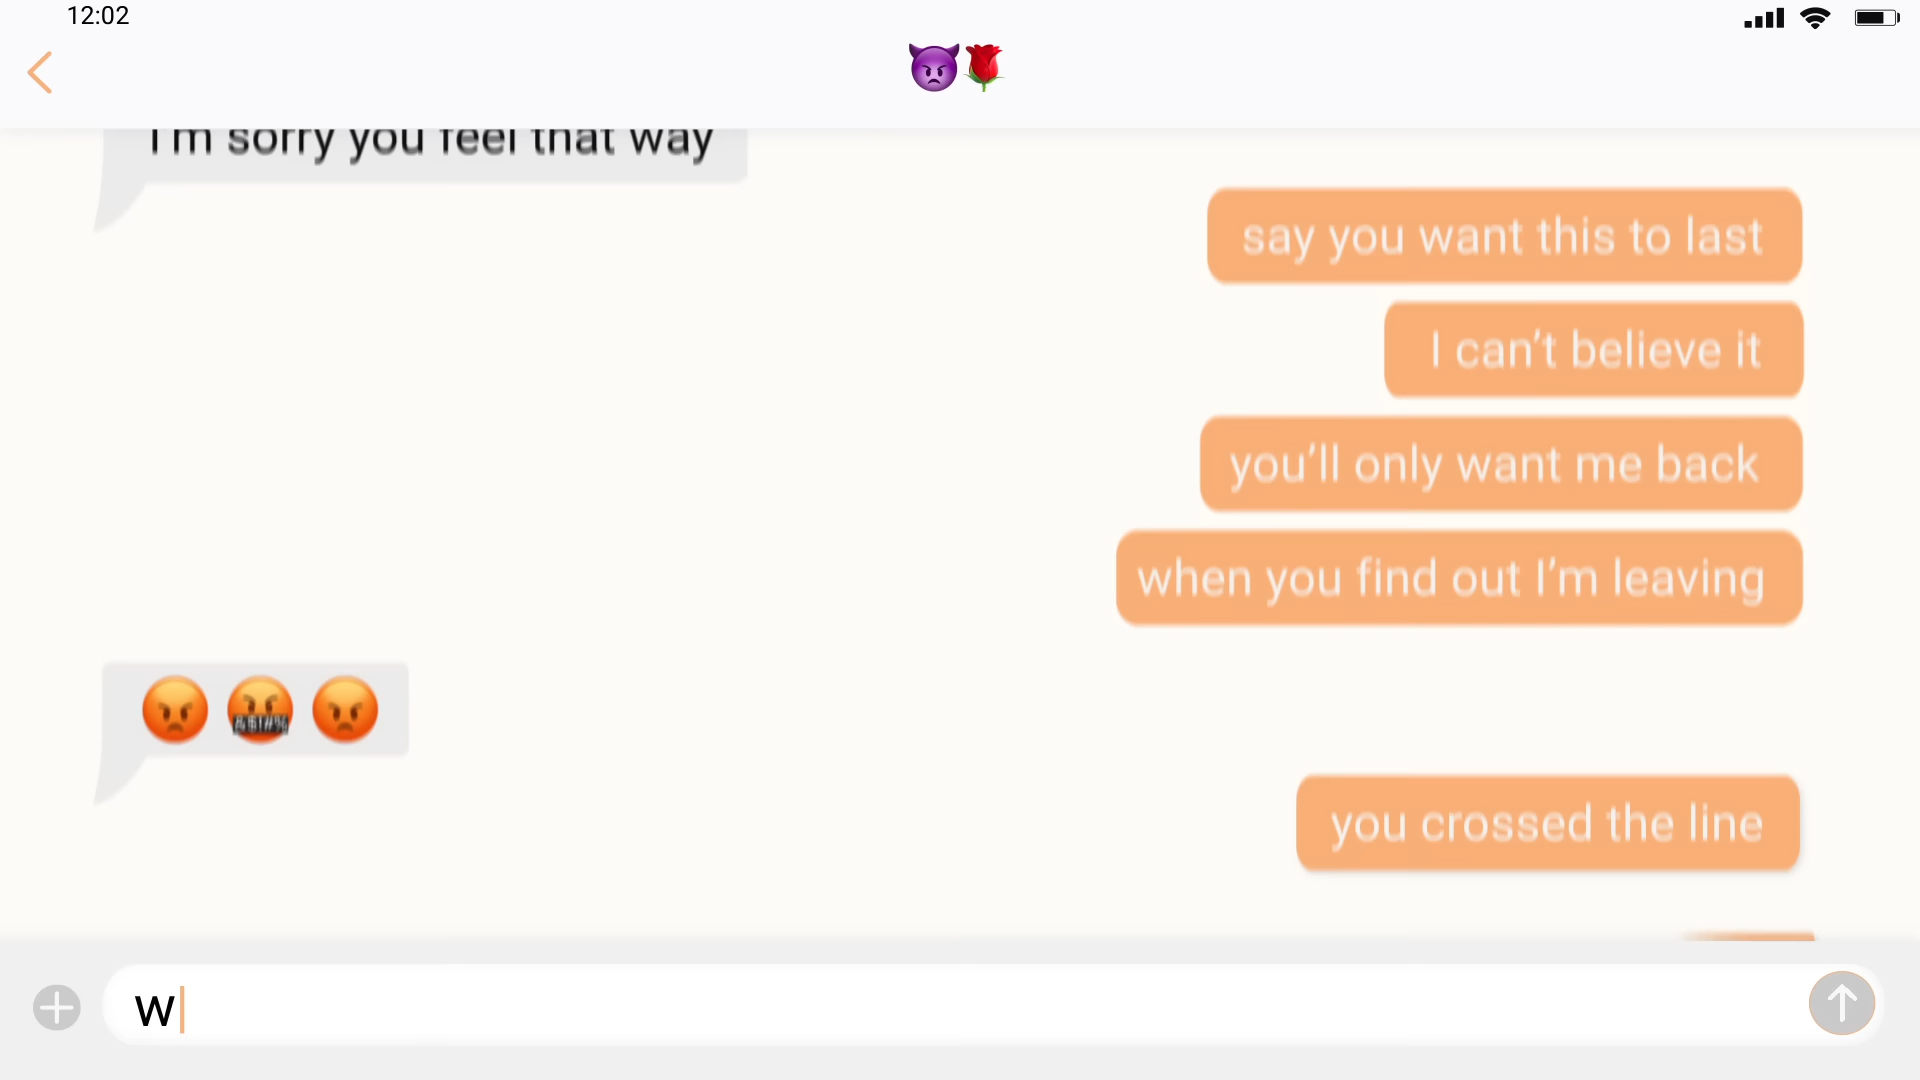 12:02
I'm sorry you feel that way
say you want this to last
I can't believe it
you'll only want me back
when you find out I'm leaving
&$!#%
you crossed the line
w